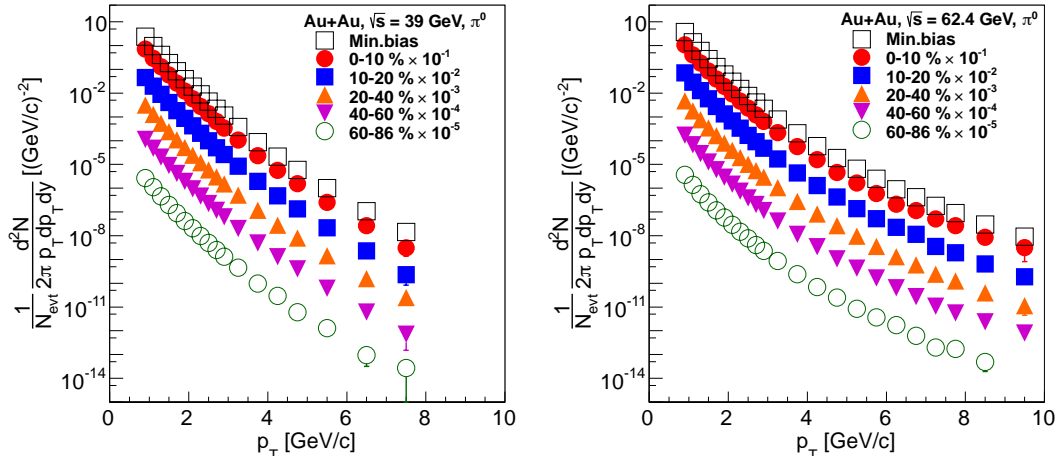 Au+Au, √s = 39 GeV, π⁰
Min.bias
0-10 % × 10⁻¹
10-20 % × 10⁻²
20-40 % × 10⁻³
40-60 % × 10⁻⁴
60-86 % × 10⁻⁵
10
10⁻²
10⁻⁵
10⁻⁸
10⁻¹¹
10⁻¹⁴
1/N_evt d²N/2π p_T dp_T dy [(GeV/c)⁻²]
0 2 4 6 8 10
p_T [GeV/c]
Au+Au, √s = 62.4 GeV, π⁰
Min.bias
0-10 % × 10⁻¹
10-20 % × 10⁻²
20-40 % × 10⁻³
40-60 % × 10⁻⁴
60-86 % × 10⁻⁵
10
10⁻²
10⁻⁵
10⁻⁸
10⁻¹¹
10⁻¹⁴
1/N_evt d²N/2π p_T dp_T dy [(GeV/c)⁻²]
0 2 4 6 8 10
p_T [GeV/c]